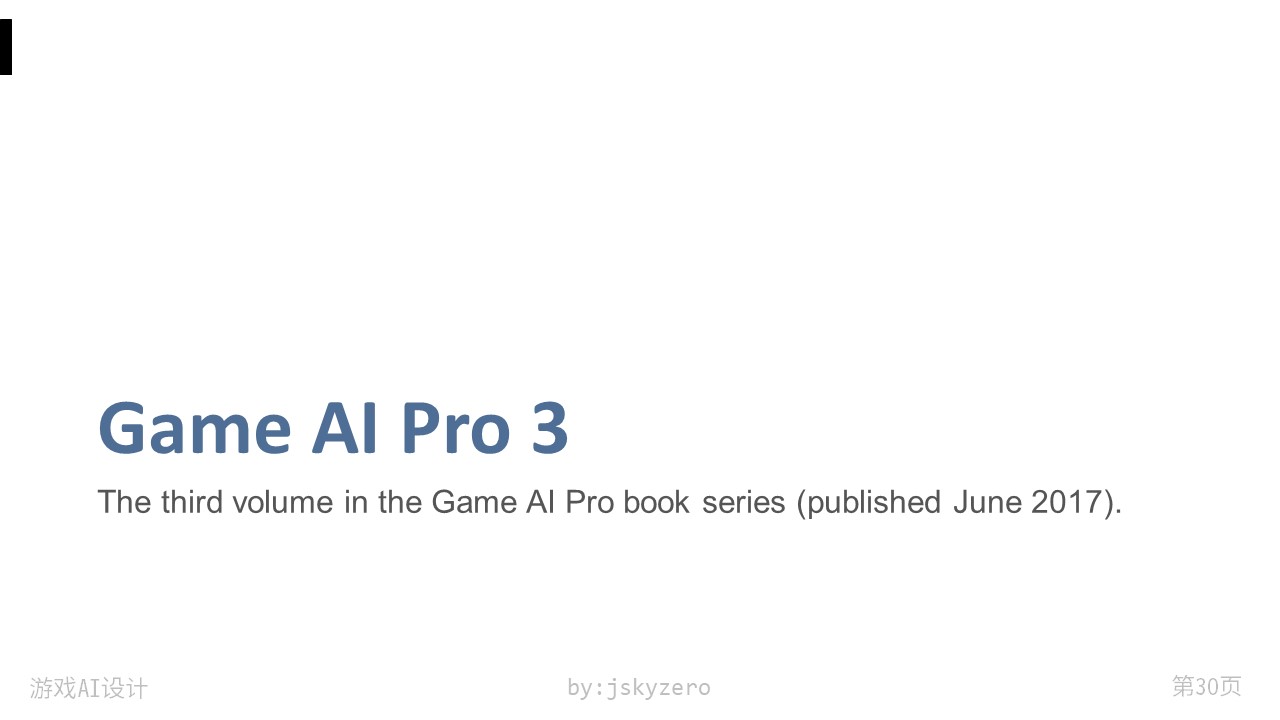 Game AI Pro 3
The third volume in the Game AI Pro book series (published June 2017).
游戏AI设计
by:jskyzero
第30页